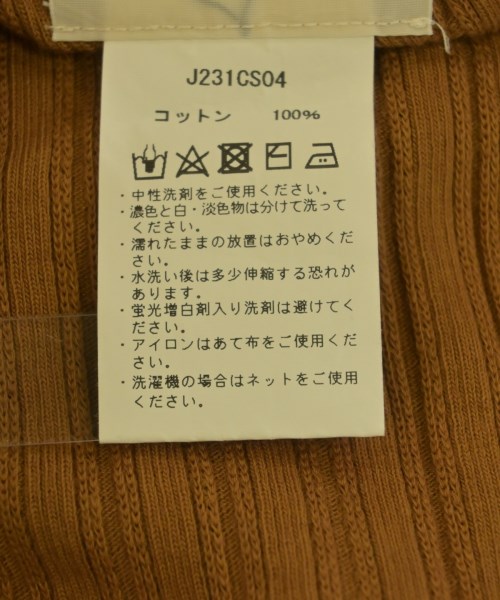 J231CS04
コットン 100%
・中性洗剤をご使用ください。
・濃色と白・淡色物は分けて洗って
ください。
・濡れたままの放置はおやめくだ
さい。
・水洗い後は多少伸縮する恐れが
あります。
・蛍光増白剤入り洗剤は避けてく
ださい。
・アイロンはあて布をご使用くだ
さい。
・洗濯機の場合はネットをご使用
ください。